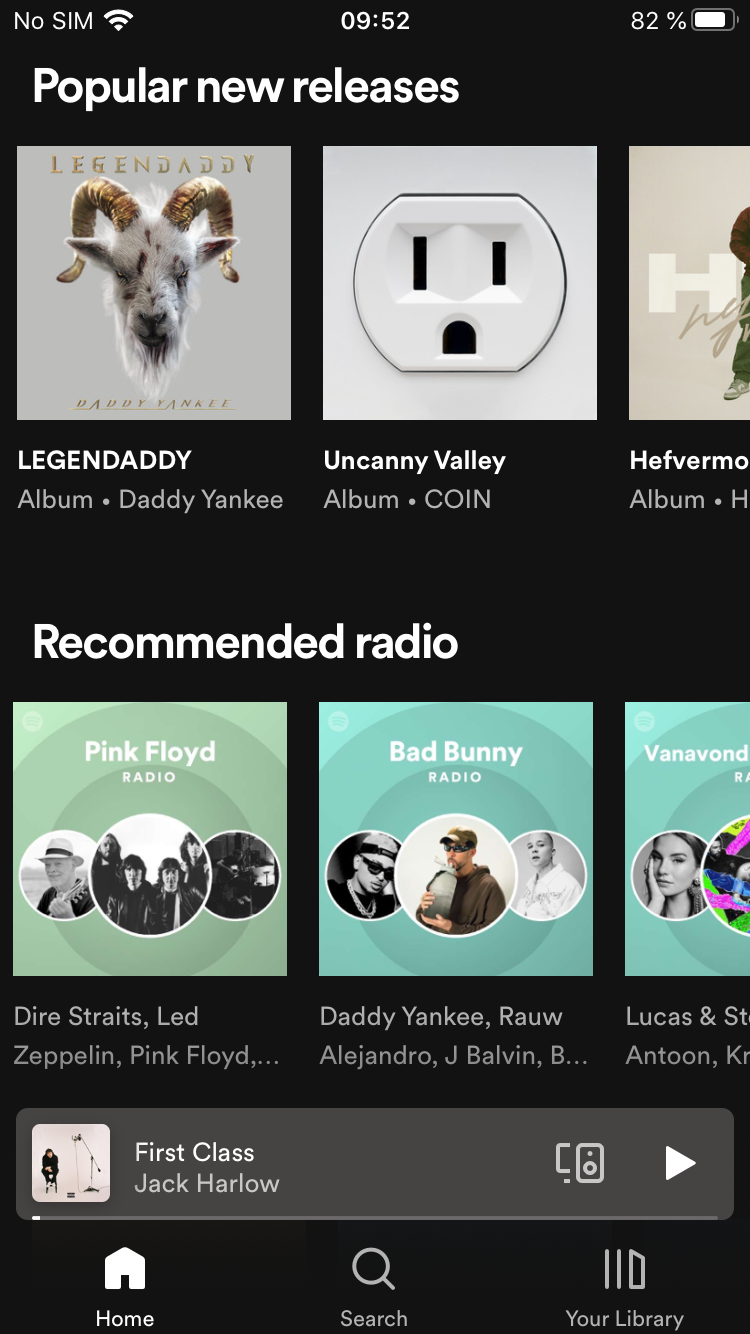 No SIM 09:52 82 %
Popular new releases
LEGENDADDY
DADDY YANKEE
H
ny
LEGENDADDY
Album • Daddy Yankee
Uncanny Valley
Album • COIN
Hefvermo
Album • H
Recommended radio
Pink Floyd
RADIO
Bad Bunny
RADIO
Vanavond
RA
Dire Straits, Led
Zeppelin, Pink Floyd,...
Daddy Yankee, Rauw
Alejandro, J Balvin, B...
Lucas & Ste
Antoon, Kr
First Class
Jack Harlow
Home
Search
Your Library